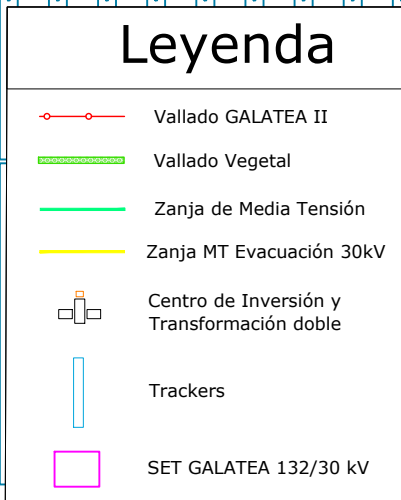 Leyenda
Vallado GALATEA II
Vallado Vegetal
Zanja de Media Tensión
Zanja MT Evacuación 30kV
Centro de Inversión y
Transformación doble
Trackers
SET GALATEA 132/30 kV